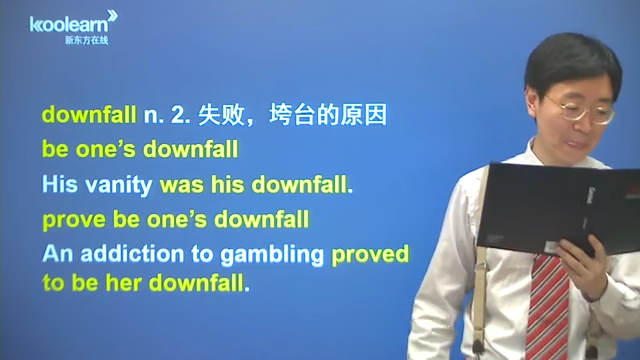 koolearn
新东方在线
downfall n. 2. 失败，垮台的原因
be one's downfall
His vanity was his downfall.
prove be one's downfall
An addiction to gambling proved
to be her downfall.